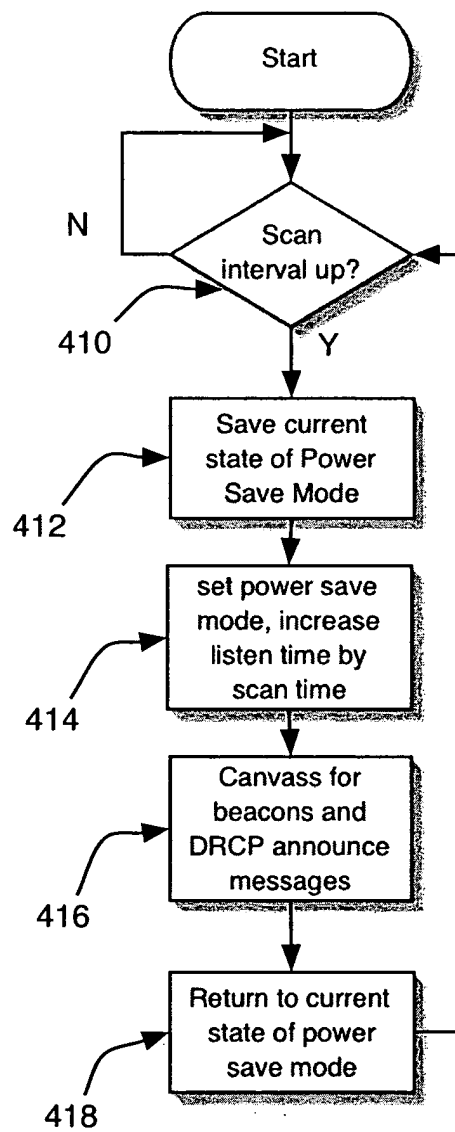 Start
N
Scan
interval up?
410
Y
Save current
state of Power
Save Mode
412
set power save
mode, increase
listen time by
scan time
414
Canvass for
beacons and
DRCP announce
messages
416
Return to current
state of power
save mode
418